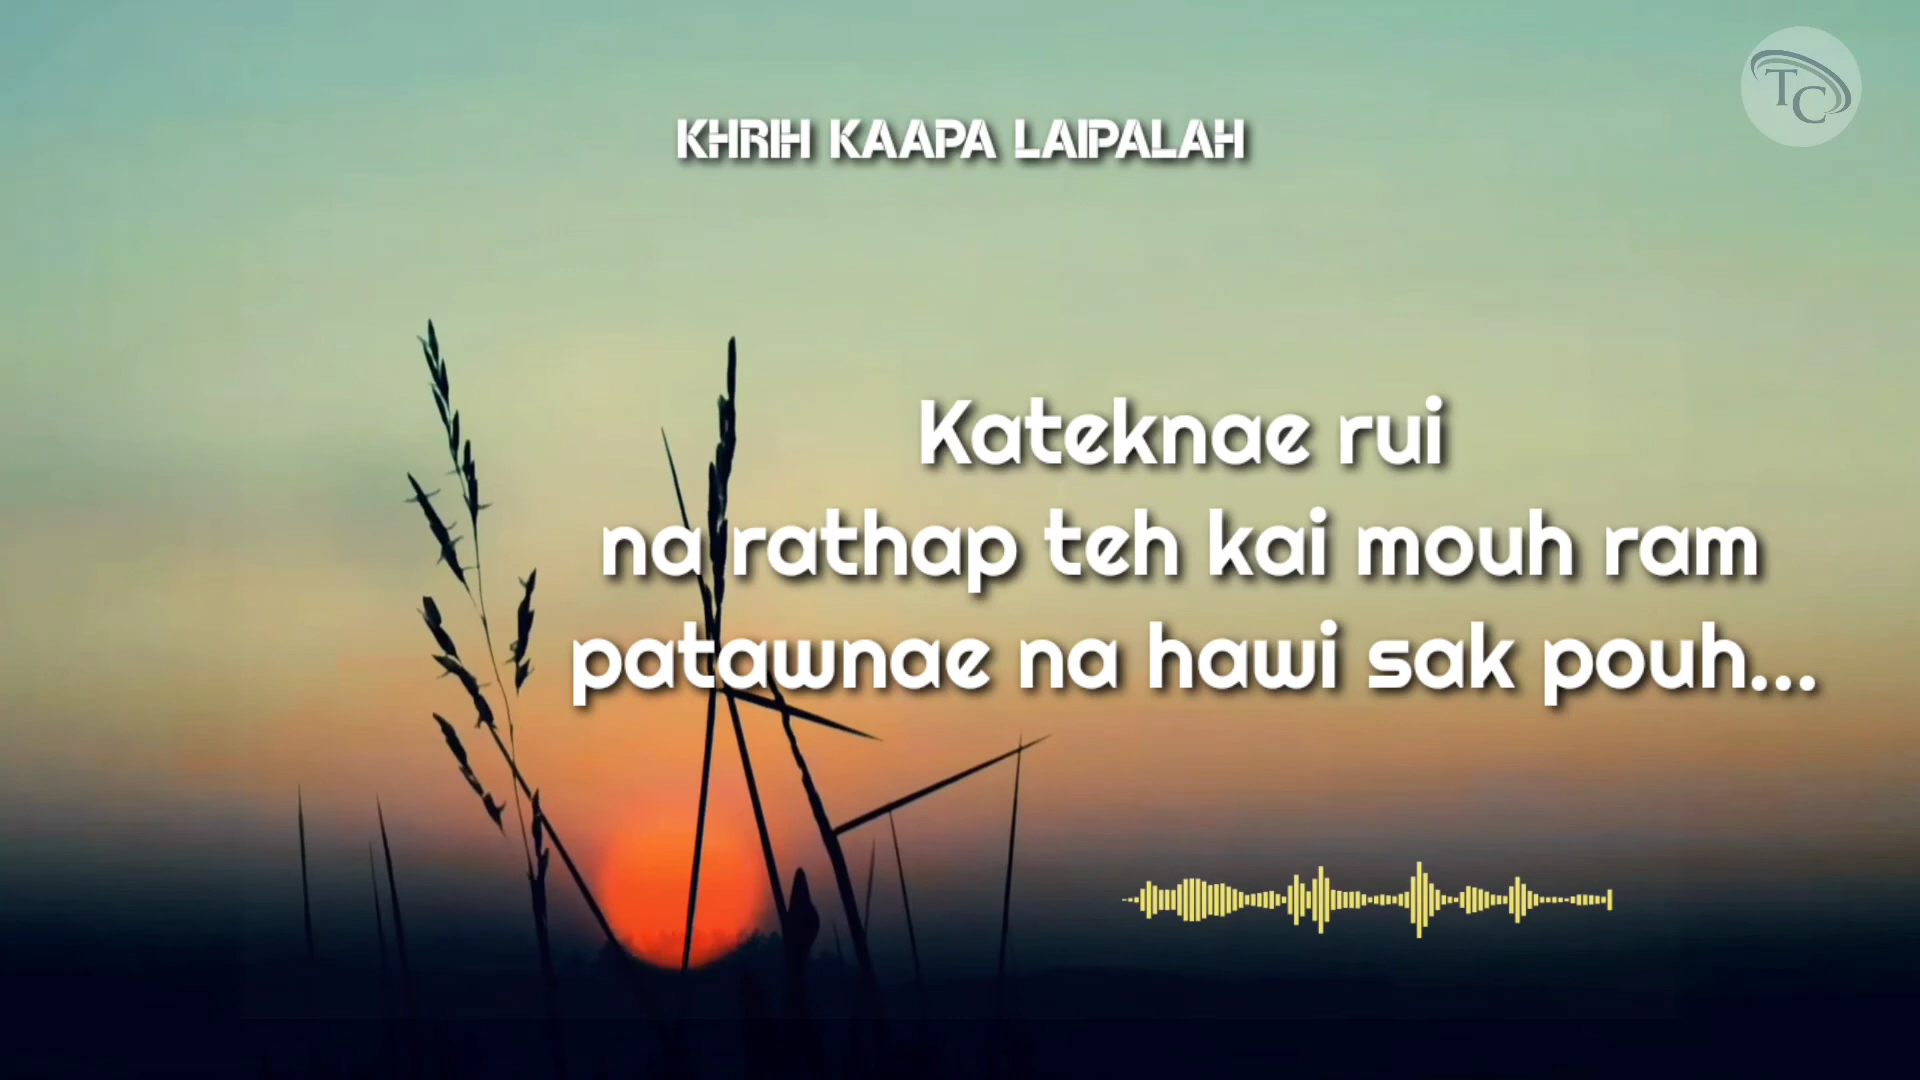 TC
KHRIH KAAPA LAIPALAH
Kateknae rui
na rathap teh kai mouh ram
patawnae na hawi sak pouh...